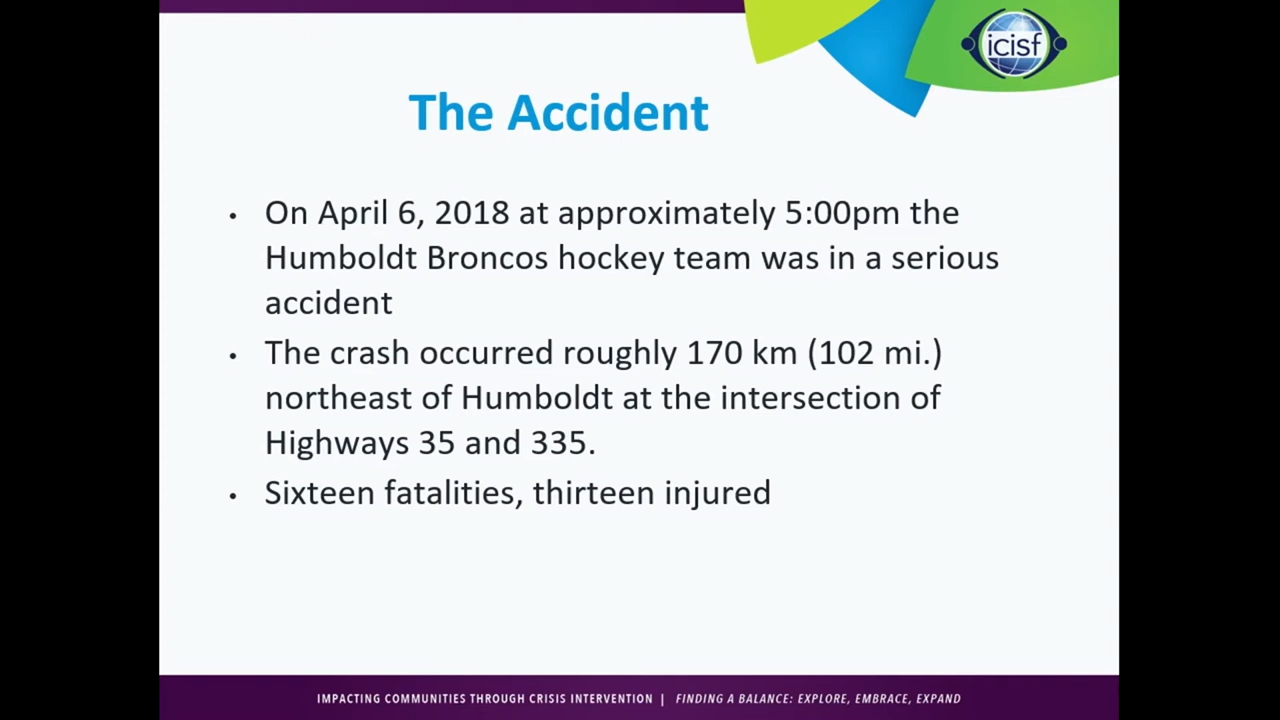 icisf
The Accident
• On April 6, 2018 at approximately 5:00pm the
Humboldt Broncos hockey team was in a serious
accident
• The crash occurred roughly 170 km (102 mi.)
northeast of Humboldt at the intersection of
Highways 35 and 335.
• Sixteen fatalities, thirteen injured
IMPACTING COMMUNITIES THROUGH CRISIS INTERVENTION | FINDING A BALANCE: EXPLORE, EMBRACE, EXPAND